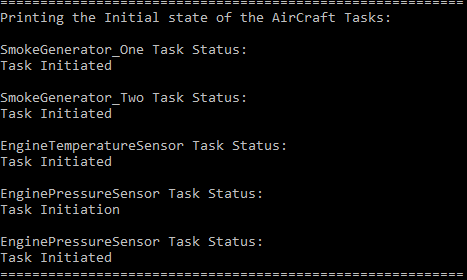 ==========================================================
Printing the Initial state of the AirCraft Tasks:
SmokeGenerator_One Task Status:
Task Initiated
SmokeGenerator_Two Task Status:
Task Initiated
EngineTemperatureSensor Task Status:
Task Initiated
EnginePressureSensor Task Status:
Task Initiation
EnginePressureSensor Task Status:
Task Initiated
==========================================================